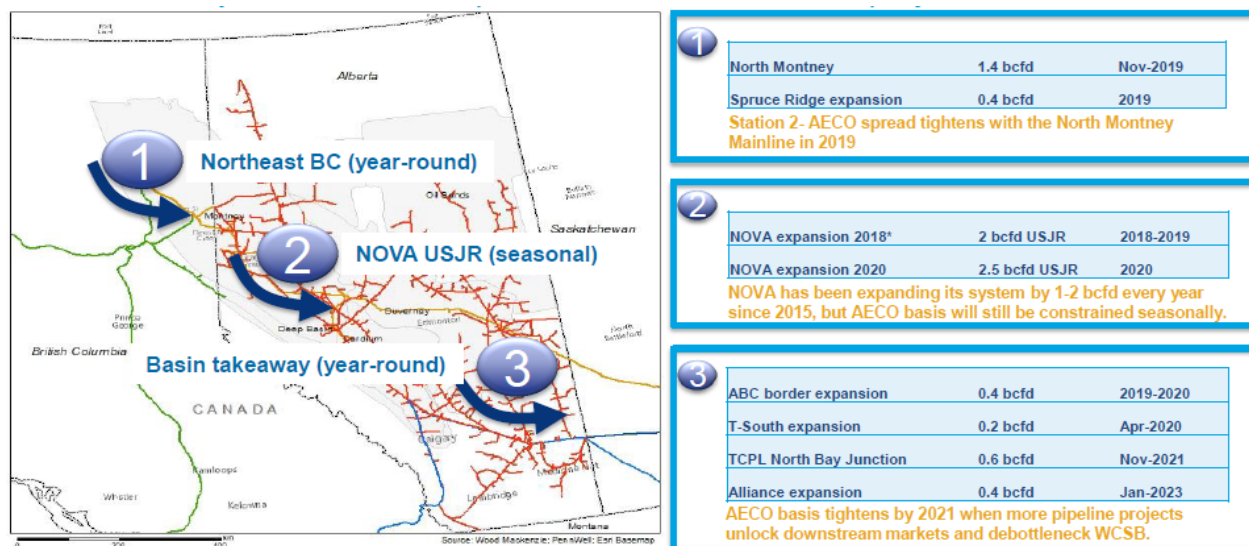 Alberta
1
Northeast BC (year-round)
Oil Sands
Montney
Saskatchewan
2
NOVA USJR (seasonal)
Duvernay
Edmonton
Deep Basin
Cardium
Prince
George
British Columbia
Basin takeaway (year-round)
3
CANADA
Calgary
Medicine Hat
Kamloops
Whistler
Kelowna
Lethbridge
Montana
200
km
Source: Wood Mackenzie; PennWell; Esri Basemap
1
North Montney 1.4 bcfd Nov-2019
Spruce Ridge expansion 0.4 bcfd 2019
Station 2- AECO spread tightens with the North Montney
Mainline in 2019
2
NOVA expansion 2018* 2 bcfd USJR 2018-2019
NOVA expansion 2020 2.5 bcfd USJR 2020
NOVA has been expanding its system by 1-2 bcfd every year
since 2015, but AECO basis will still be constrained seasonally.
3
ABC border expansion 0.4 bcfd 2019-2020
T-South expansion 0.2 bcfd Apr-2020
TCPL North Bay Junction 0.6 bcfd Nov-2021
Alliance expansion 0.4 bcfd Jan-2023
AECO basis tightens by 2021 when more pipeline projects
unlock downstream markets and debottleneck WCSB.